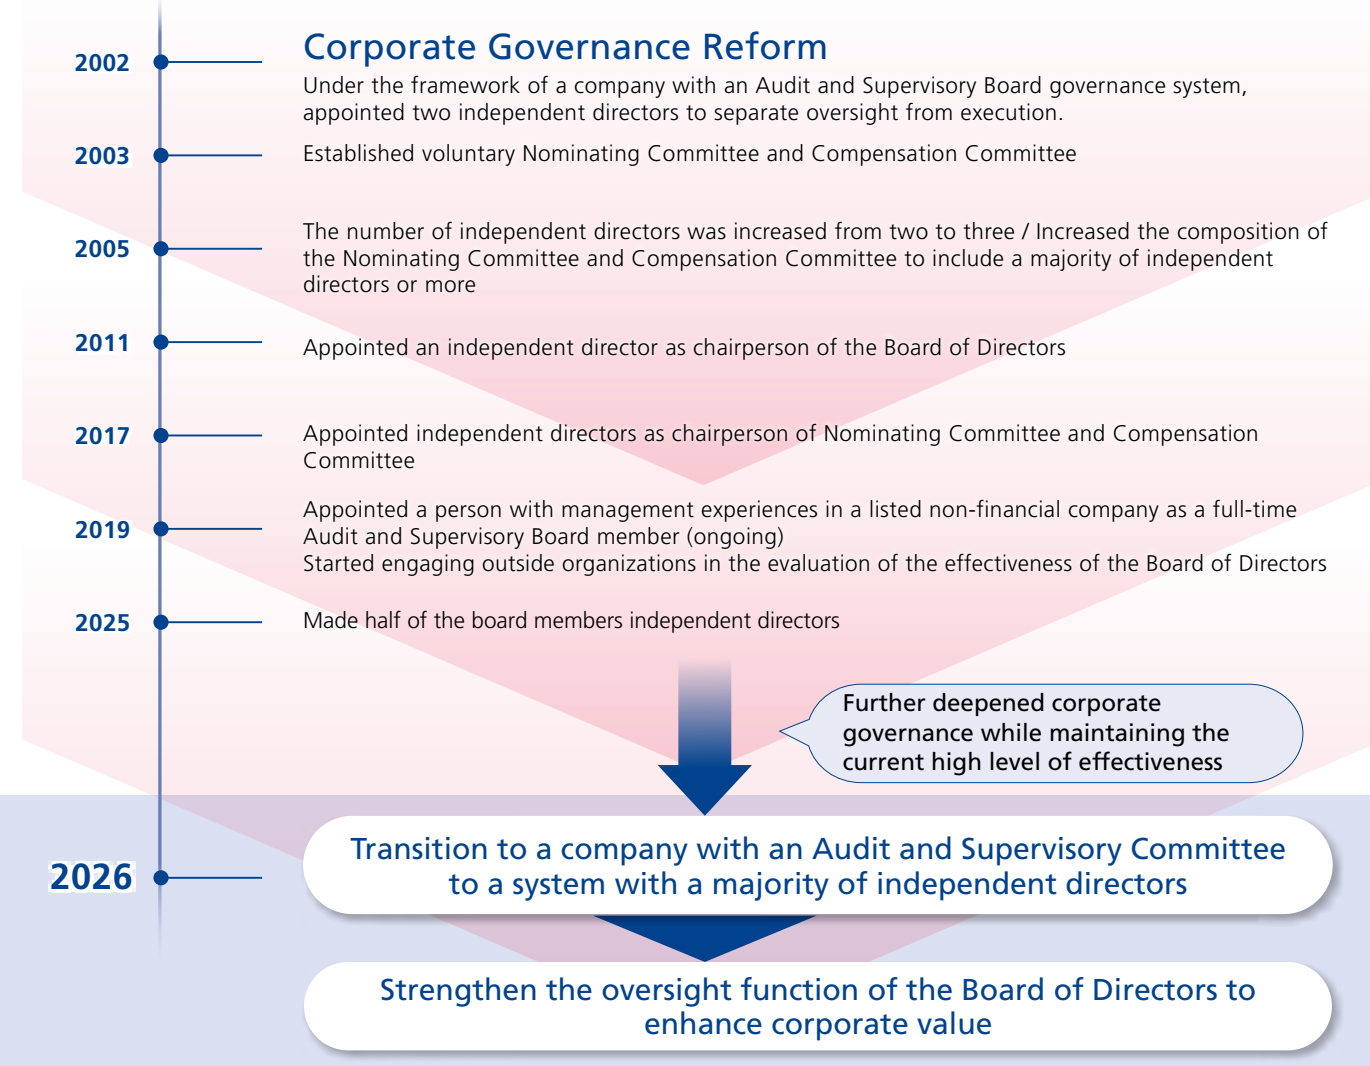 Corporate Governance Reform
2002
Under the framework of a company with an Audit and Supervisory Board governance system,
appointed two independent directors to separate oversight from execution.
2003
Established voluntary Nominating Committee and Compensation Committee
2005
The number of independent directors was increased from two to three / Increased the composition of
the Nominating Committee and Compensation Committee to include a majority of independent
directors or more
2011
Appointed an independent director as chairperson of the Board of Directors
2017
Appointed independent directors as chairperson of Nominating Committee and Compensation
Committee
2019
Appointed a person with management experiences in a listed non-financial company as a full-time
Audit and Supervisory Board member (ongoing)
Started engaging outside organizations in the evaluation of the effectiveness of the Board of Directors
2025
Made half of the board members independent directors
Further deepened corporate
governance while maintaining the
current high level of effectiveness
2026
Transition to a company with an Audit and Supervisory Committee
to a system with a majority of independent directors
Strengthen the oversight function of the Board of Directors to
enhance corporate value